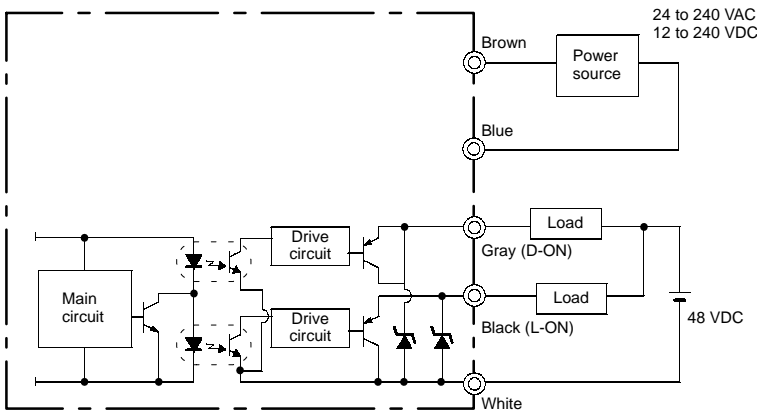 24 to 240 VAC
12 to 240 VDC
Brown
Power
source
Blue
Load
Drive
circuit
Gray (D-ON)
Main
circuit
Load
Drive
circuit
Black (L-ON)
48 VDC
White